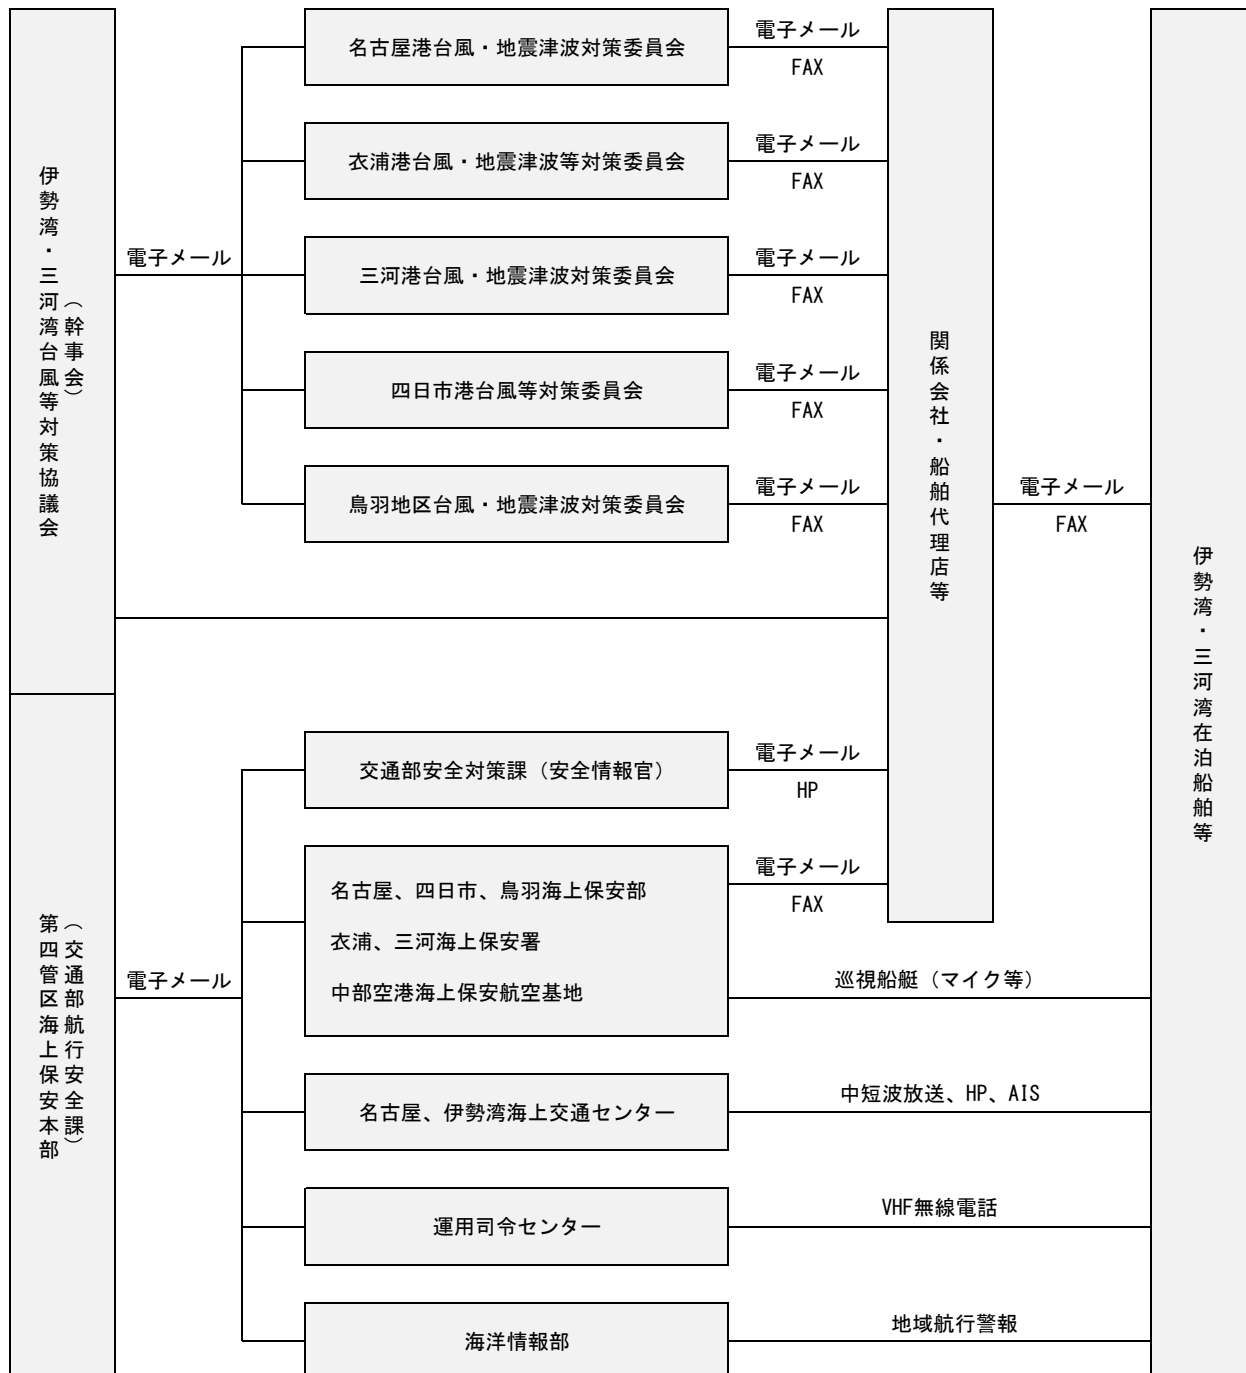 伊勢湾・三河湾台風等対策協議会
（幹事会）
電子メール
名古屋港台風・地震津波対策委員会
電子メール
FAX
衣浦港台風・地震津波等対策委員会
電子メール
FAX
三河港台風・地震津波対策委員会
電子メール
FAX
四日市港台風等対策委員会
電子メール
FAX
鳥羽地区台風・地震津波対策委員会
電子メール
FAX
関係会社・船舶代理店等
電子メール
FAX
伊勢湾・三河湾在泊船舶等
第四管区海上保安本部
（交通部航行安全課）
電子メール
交通部安全対策課（安全情報官）
電子メール
HP
名古屋、四日市、鳥羽海上保安部
衣浦、三河海上保安署
中部空港海上保安航空基地
電子メール
FAX
巡視船艇（マイク等）
名古屋、伊勢湾海上交通センター
中短波放送、HP、AIS
運用司令センター
VHF無線電話
海洋情報部
地域航行警報